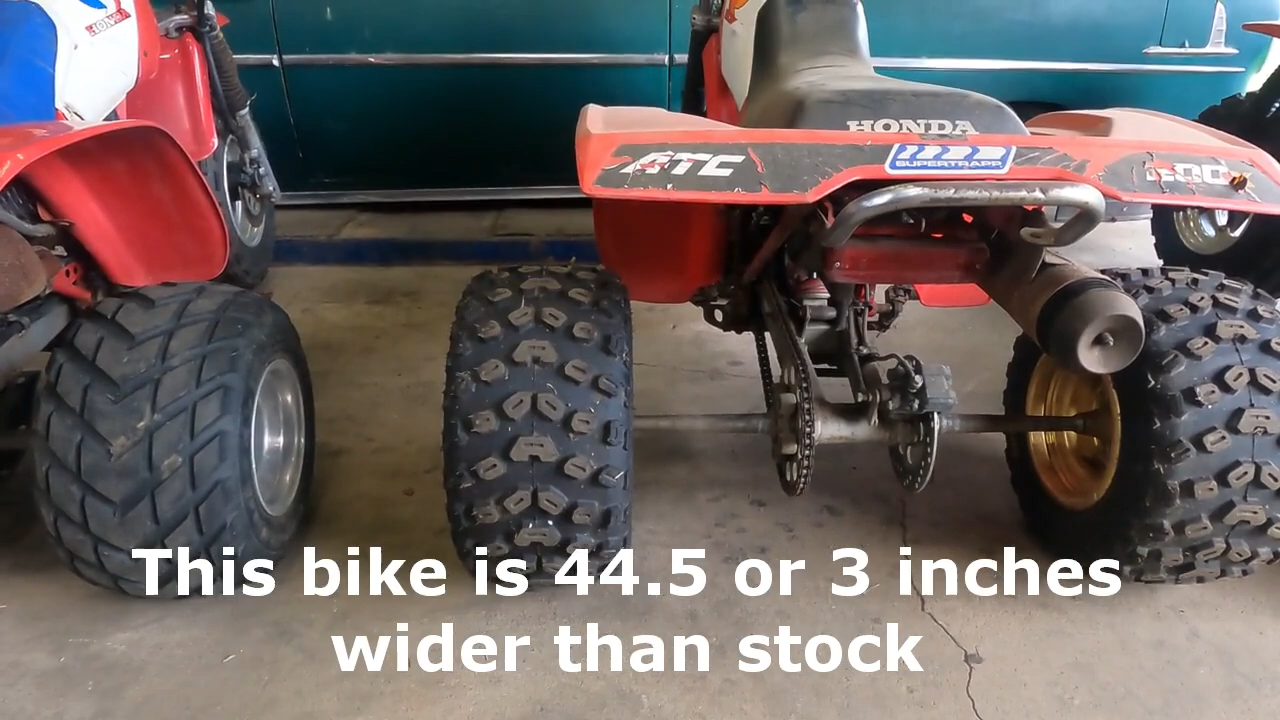 HONDA
HONDA
ATC
SUPERTRAPP
This bike is 44.5 or 3 inches
wider than stock